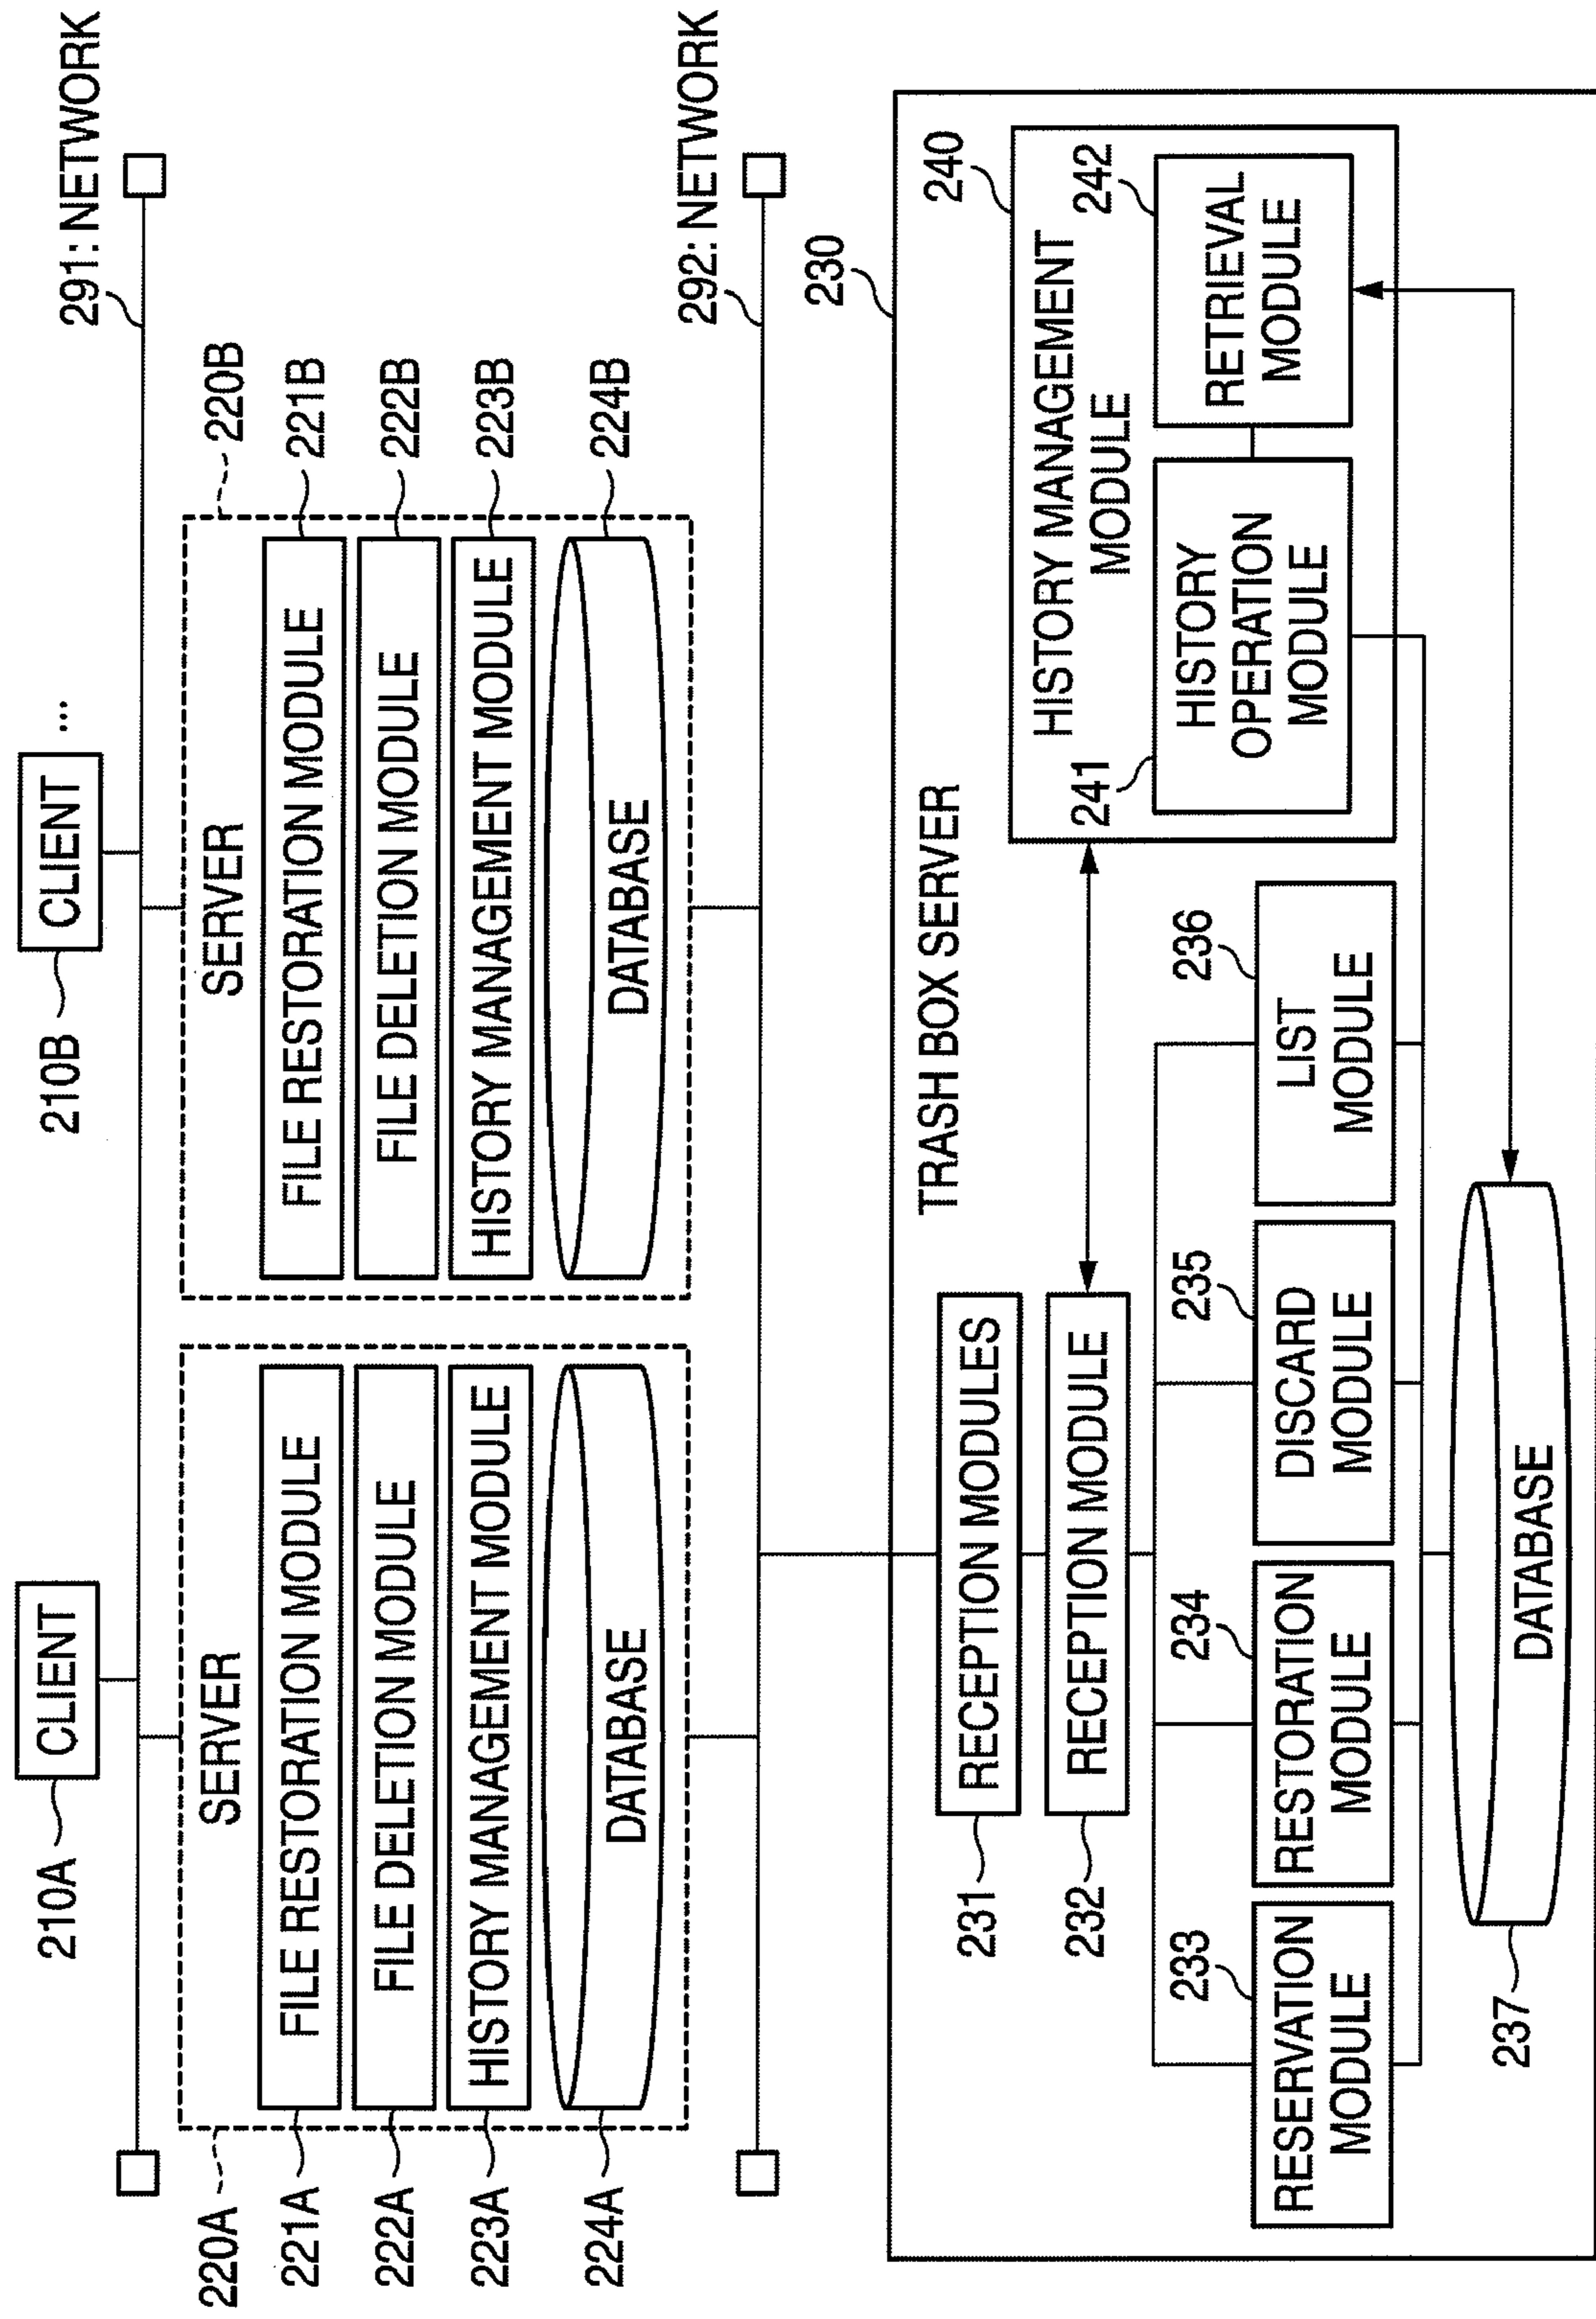 210A
CLIENT
210B
CLIENT
...
291: NETWORK
220A
SERVER
221A
FILE RESTORATION MODULE
222A
FILE DELETION MODULE
223A
HISTORY MANAGEMENT MODULE
224A
DATABASE
220B
SERVER
FILE RESTORATION MODULE
221B
FILE DELETION MODULE
222B
HISTORY MANAGEMENT MODULE
223B
DATABASE
224B
292: NETWORK
230
TRASH BOX SERVER
231
RECEPTION MODULES
232
RECEPTION MODULE
233
RESERVATION
MODULE
234
RESTORATION
MODULE
235
DISCARD
MODULE
236
LIST
MODULE
237
DATABASE
240
HISTORY MANAGEMENT
MODULE
241
HISTORY
OPERATION
MODULE
242
RETRIEVAL
MODULE